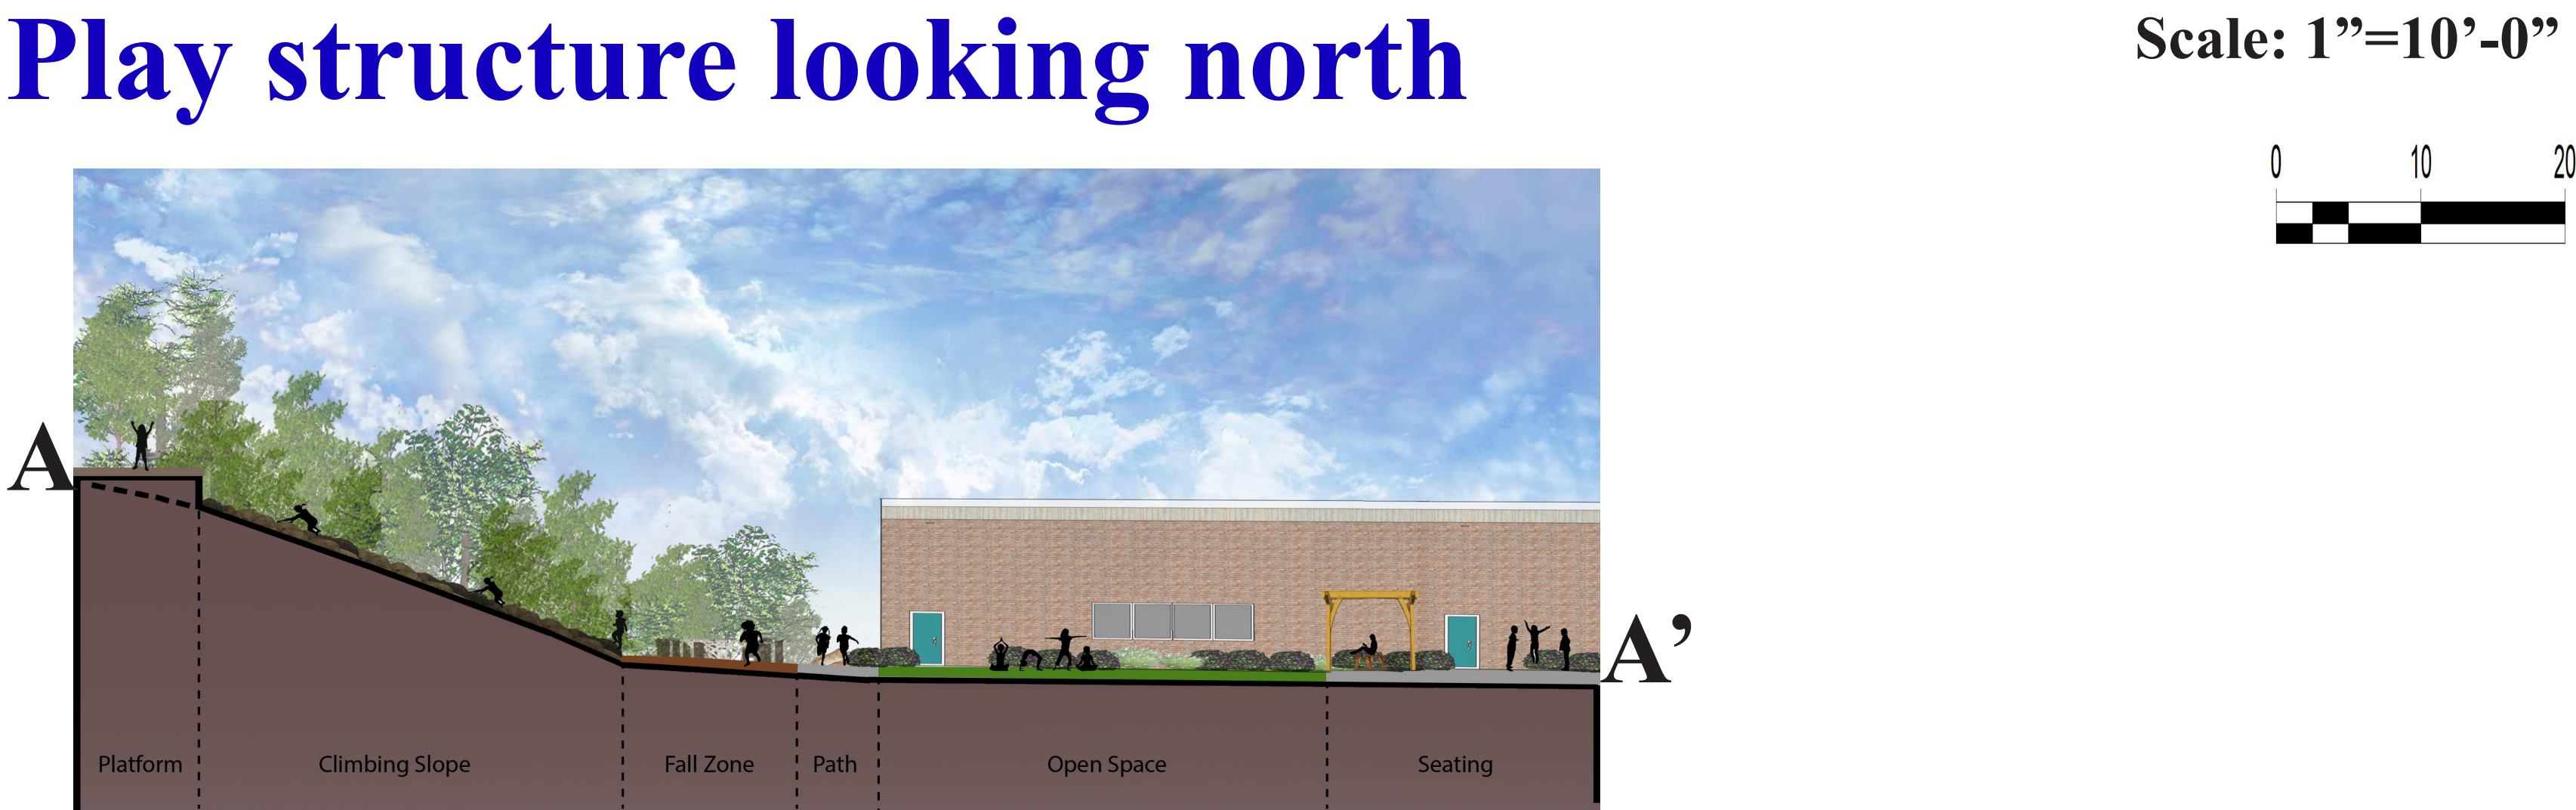 Play structure looking north
Scale: 1”=10’-0”
0 10 20
A
A’
Platform
Climbing Slope
Fall Zone
Path
Open Space
Seating